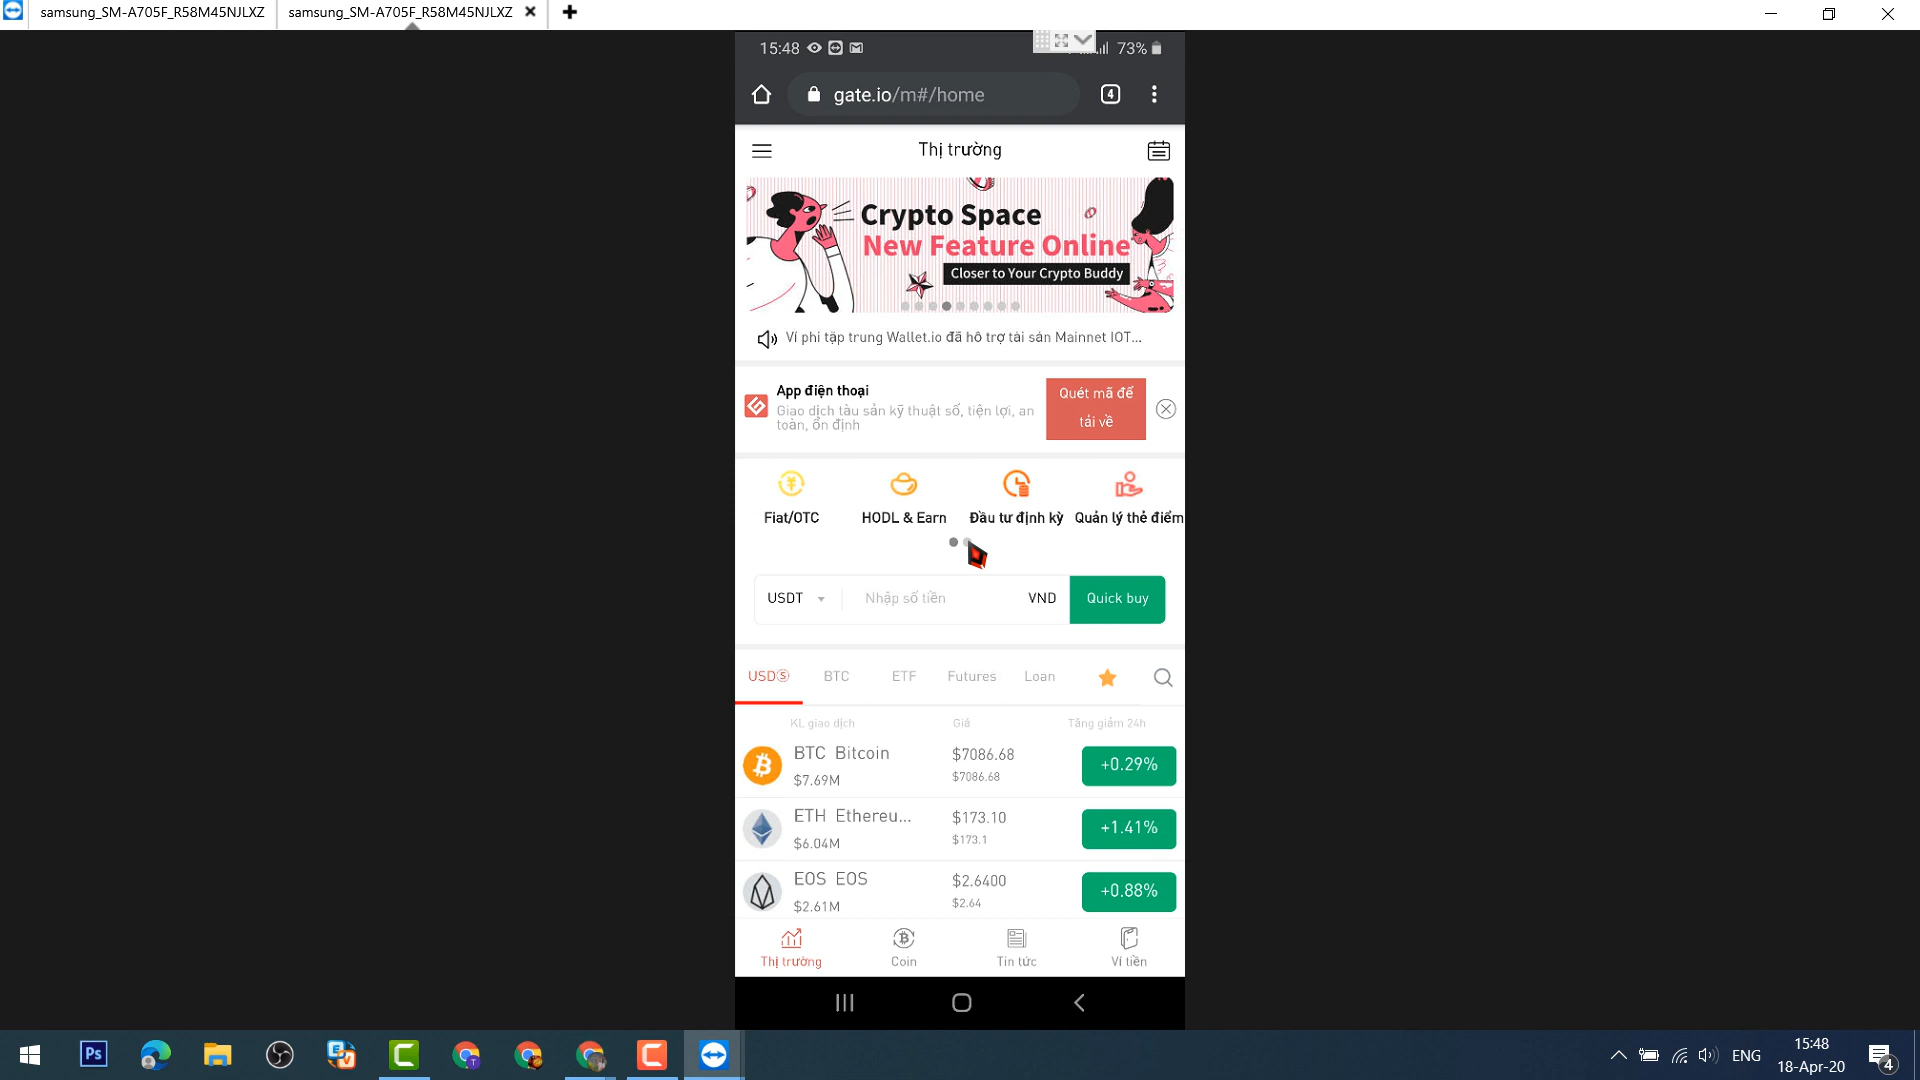 samsung_SM-A705F_R58M45NJLXZ samsung_SM-A705F_R58M45NJLXZ
15:48 73%
gate.io/m#/home 4
Thị trường
Crypto Space
New Feature Online
Closer to Your Crypto Buddy
Ví phi tập trung Wallet.io đã hỗ trợ tài sản Mainnet IOT...
App điện thoại
Giao dịch tàu sản kỹ thuật số, tiện lợi, an
toàn, ổn định
Quét mã để
tải về
Fiat/OTC HODL & Earn Đầu tư định kỳ Quản lý thẻ điểm
USDT Nhập số tiền VND Quick buy
USDⓈ BTC ETF Futures Loan
KL giao dịch Giá Tăng giảm 24h
BTC Bitcoin $7086.68 +0.29%
$7.69M $7086.68
ETH Ethereu... $173.10 +1.41%
$6.04M $173.1
EOS EOS $2.6400 +0.88%
$2.61M $2.64
Thị trường Coin Tin tức Ví tiền
Ps
ENG
15:48
18-Apr-20
4